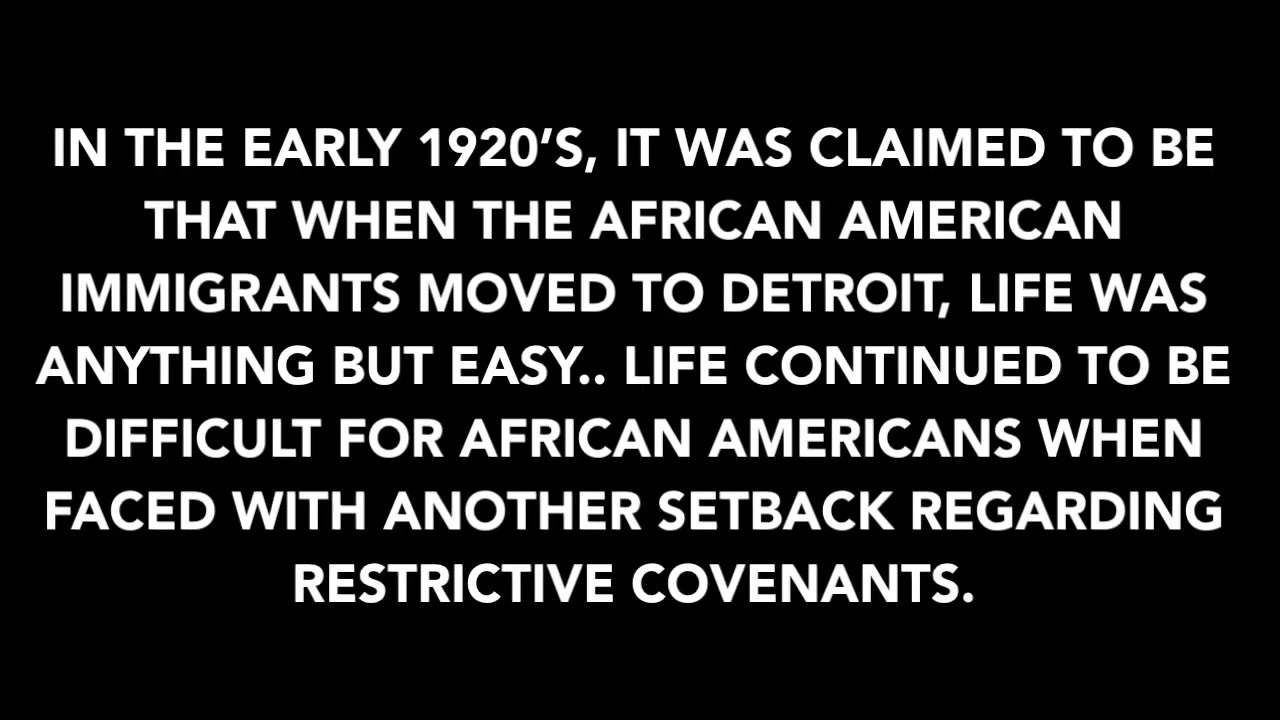 IN THE EARLY 1920’S, IT WAS CLAIMED TO BE
THAT WHEN THE AFRICAN AMERICAN
IMMIGRANTS MOVED TO DETROIT, LIFE WAS
ANYTHING BUT EASY.. LIFE CONTINUED TO BE
DIFFICULT FOR AFRICAN AMERICANS WHEN
FACED WITH ANOTHER SETBACK REGARDING
RESTRICTIVE COVENANTS.